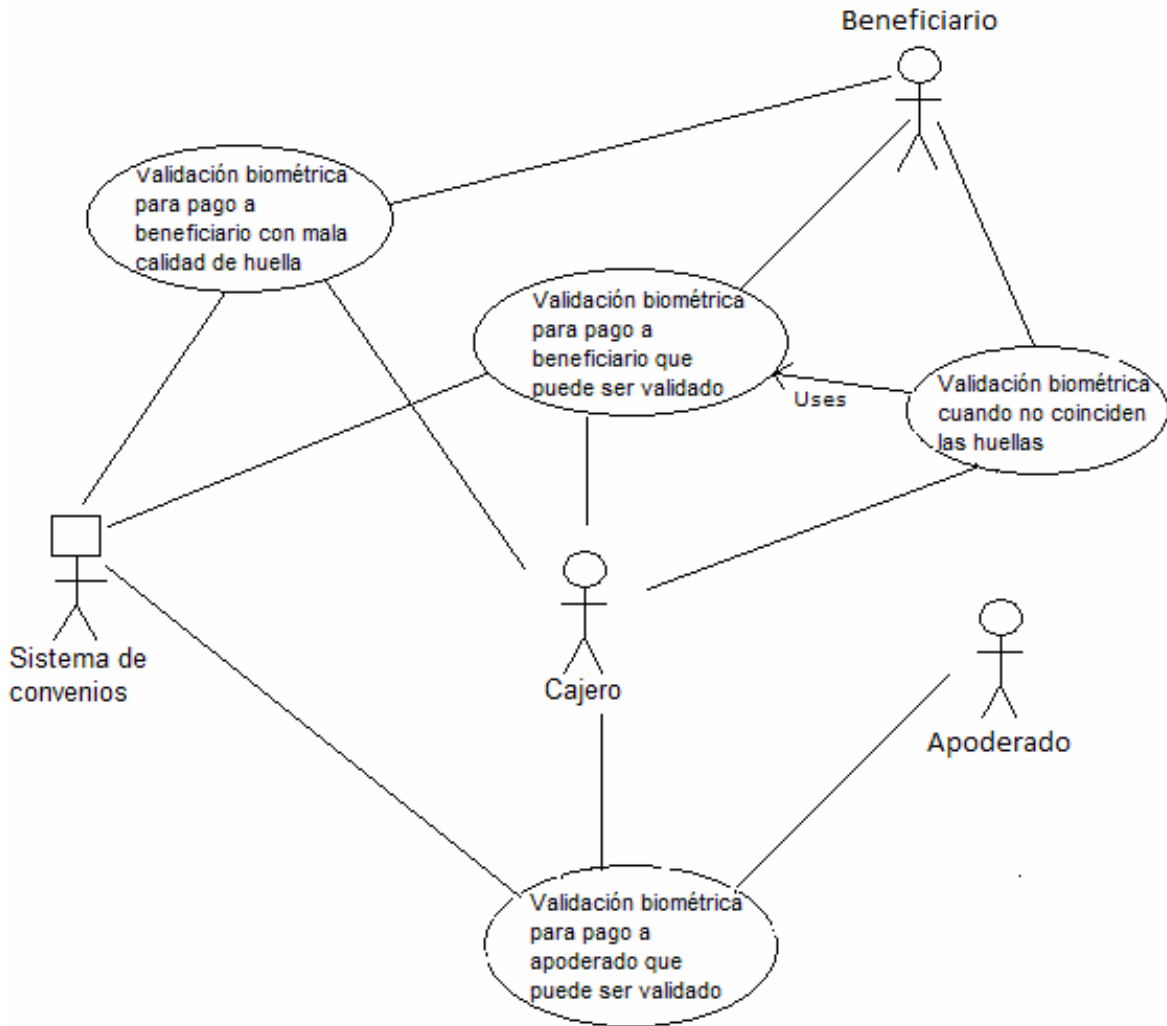 Beneficiario
Validación biométrica
para pago a
beneficiario con mala
calidad de huella
Validación biométrica
para pago a
beneficiario que
puede ser validado
Uses
Validación biométrica
cuando no coinciden
las huellas
Sistema de
convenios
Cajero
Apoderado
Validación biométrica
para pago a
apoderado que
puede ser validado